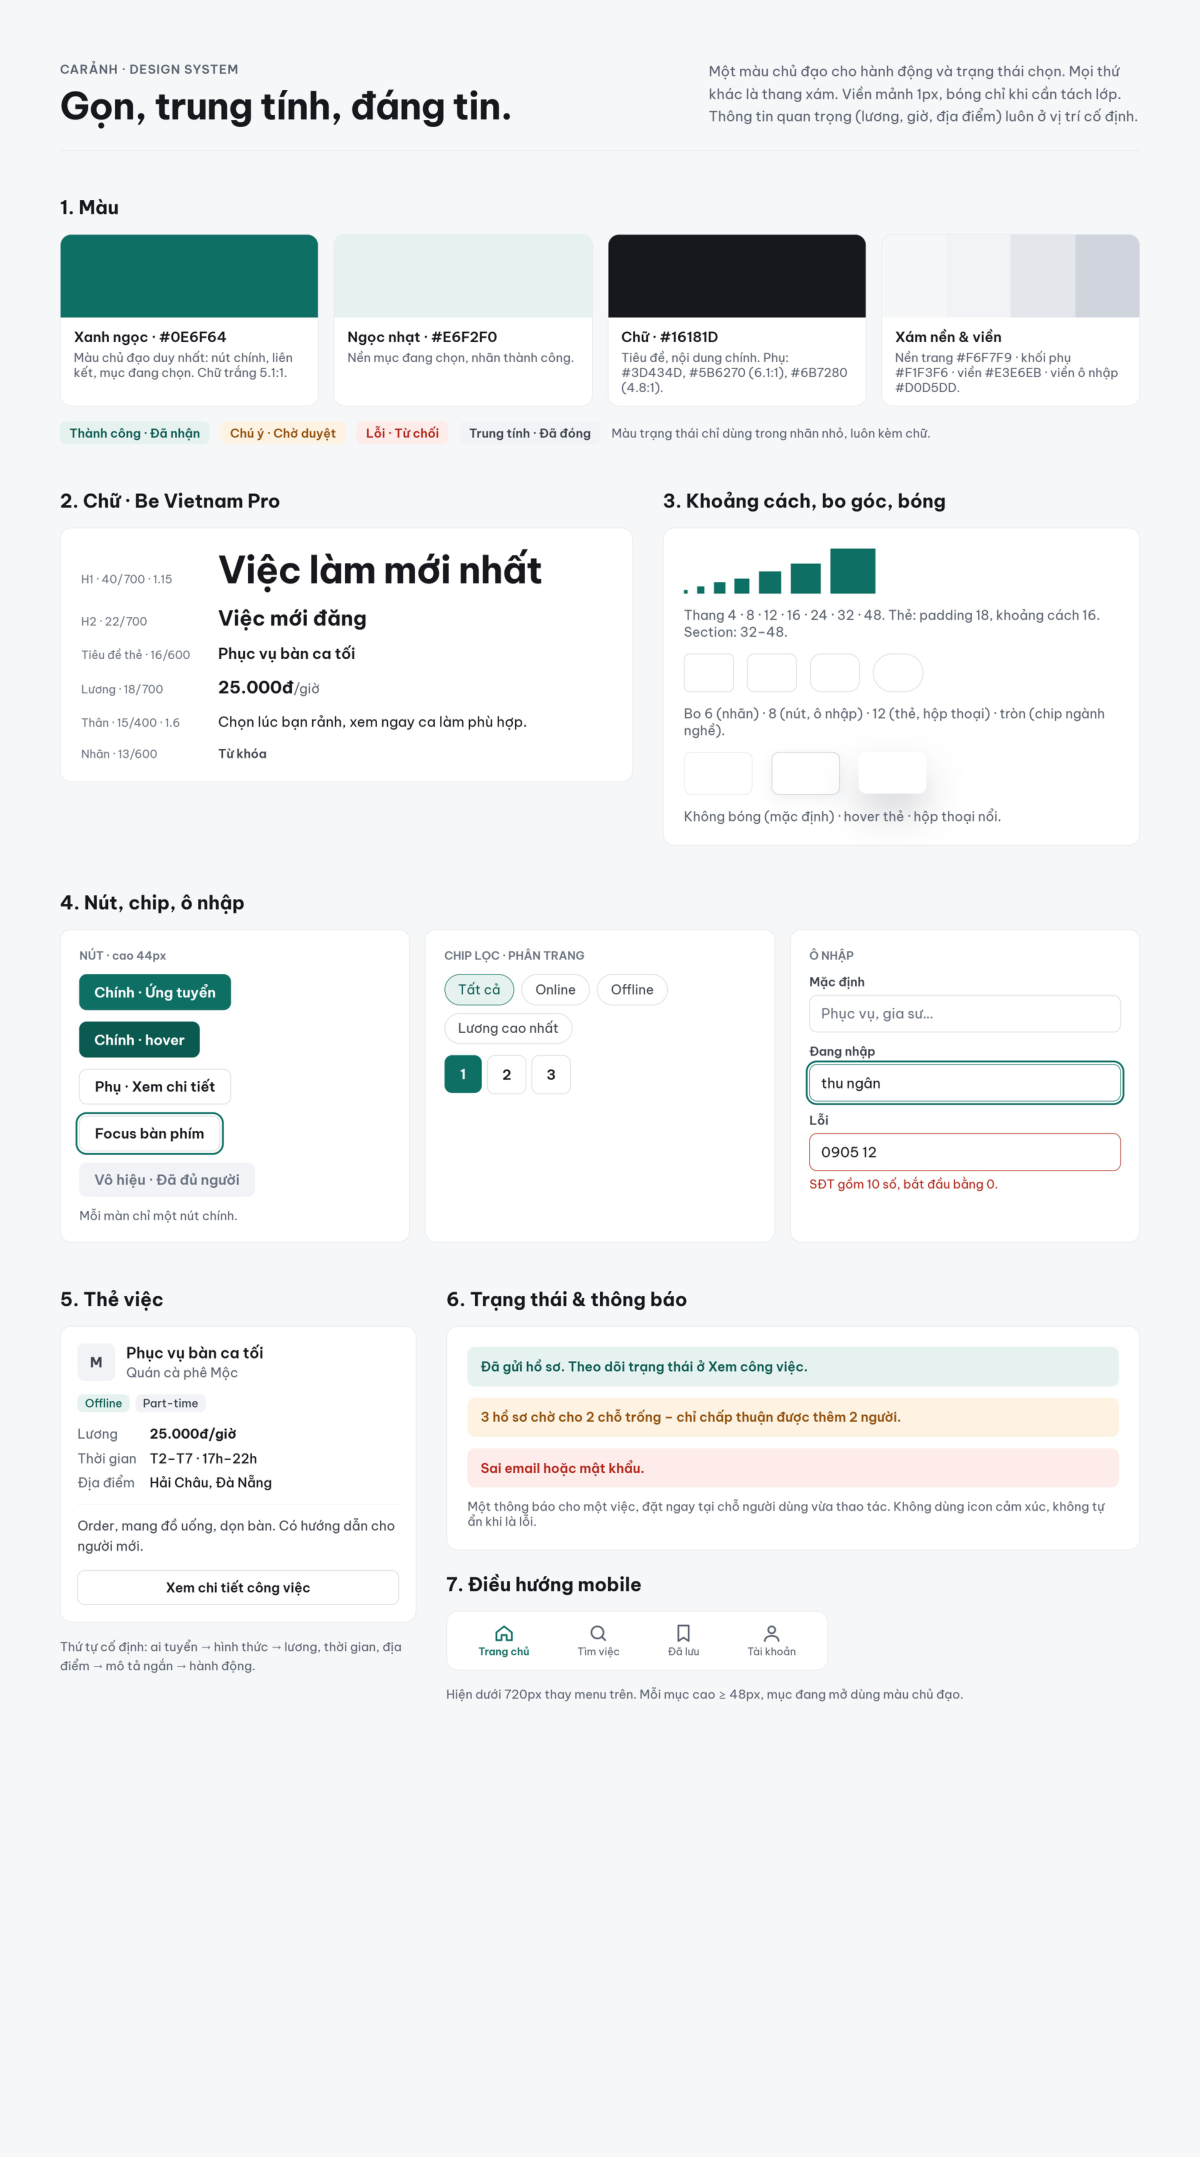 CARẢNH · DESIGN SYSTEM
Gọn, trung tính, đáng tin.
Một màu chủ đạo cho hành động và trạng thái chọn. Mọi thứ
khác là thang xám. Viền mảnh 1px, bóng chỉ khi cần tách lớp.
Thông tin quan trọng (lương, giờ, địa điểm) luôn ở vị trí cố định.
1. Màu
Xanh ngọc · #0E6F64
Màu chủ đạo duy nhất: nút chính, liên
kết, mục đang chọn. Chữ trắng 5.1:1.
Ngọc nhạt · #E6F2F0
Nền mục đang chọn, nhãn thành công.
Chữ · #16181D
Tiêu đề, nội dung chính. Phụ:
#3D434D, #5B6270 (6.1:1), #6B7280
(4.8:1).
Xám nền & viền
Nền trang #F6F7F9 · khối phụ
#F1F3F6 · viền #E3E6EB · viền ô nhập
#D0D5DD.
Thành công · Đã nhận
Chú ý · Chờ duyệt
Lỗi · Từ chối
Trung tính · Đã đóng
Màu trạng thái chỉ dùng trong nhãn nhỏ, luôn kèm chữ.
2. Chữ · Be Vietnam Pro
H1 · 40/700 · 1.15
Việc làm mới nhất
H2 · 22/700
Việc mới đăng
Tiêu đề thẻ · 16/600
Phục vụ bàn ca tối
Lương · 18/700
25.000đ/giờ
Thân · 15/400 · 1.6
Chọn lúc bạn rảnh, xem ngay ca làm phù hợp.
Nhãn · 13/600
Từ khóa
3. Khoảng cách, bo góc, bóng
Thang 4 · 8 · 12 · 16 · 24 · 32 · 48. Thẻ: padding 18, khoảng cách 16.
Section: 32–48.
Bo 6 (nhãn) · 8 (nút, ô nhập) · 12 (thẻ, hộp thoại) · tròn (chip ngành
nghề).
Không bóng (mặc định) · hover thẻ · hộp thoại nổi.
4. Nút, chip, ô nhập
NÚT · cao 44px
Chính · Ứng tuyển
Chính · hover
Phụ · Xem chi tiết
Focus bàn phím
Vô hiệu · Đã đủ người
Mỗi màn chỉ một nút chính.
CHIP LỌC · PHÂN TRANG
Tất cả
Online
Offline
Lương cao nhất
1
2
3
Ô NHẬP
Mặc định
Phục vụ, gia sư...
Đang nhập
thu ngân
Lỗi
0905 12
SĐT gồm 10 số, bắt đầu bằng 0.
5. Thẻ việc
M
Phục vụ bàn ca tối
Quán cà phê Mộc
Offline
Part-time
Lương 25.000đ/giờ
Thời gian T2–T7 · 17h–22h
Địa điểm Hải Châu, Đà Nẵng
Order, mang đồ uống, dọn bàn. Có hướng dẫn cho
người mới.
Xem chi tiết công việc
Thứ tự cố định: ai tuyển → hình thức → lương, thời gian, địa
điểm → mô tả ngắn → hành động.
6. Trạng thái & thông báo
Đã gửi hồ sơ. Theo dõi trạng thái ở Xem công việc.
3 hồ sơ chờ cho 2 chỗ trống – chỉ chấp thuận được thêm 2 người.
Sai email hoặc mật khẩu.
Một thông báo cho một việc, đặt ngay tại chỗ người dùng vừa thao tác. Không dùng icon cảm xúc, không tự
ẩn khi là lỗi.
7. Điều hướng mobile
Trang chủ
Tìm việc
Đã lưu
Tài khoản
Hiện dưới 720px thay menu trên. Mỗi mục cao ≥ 48px, mục đang mở dùng màu chủ đạo.